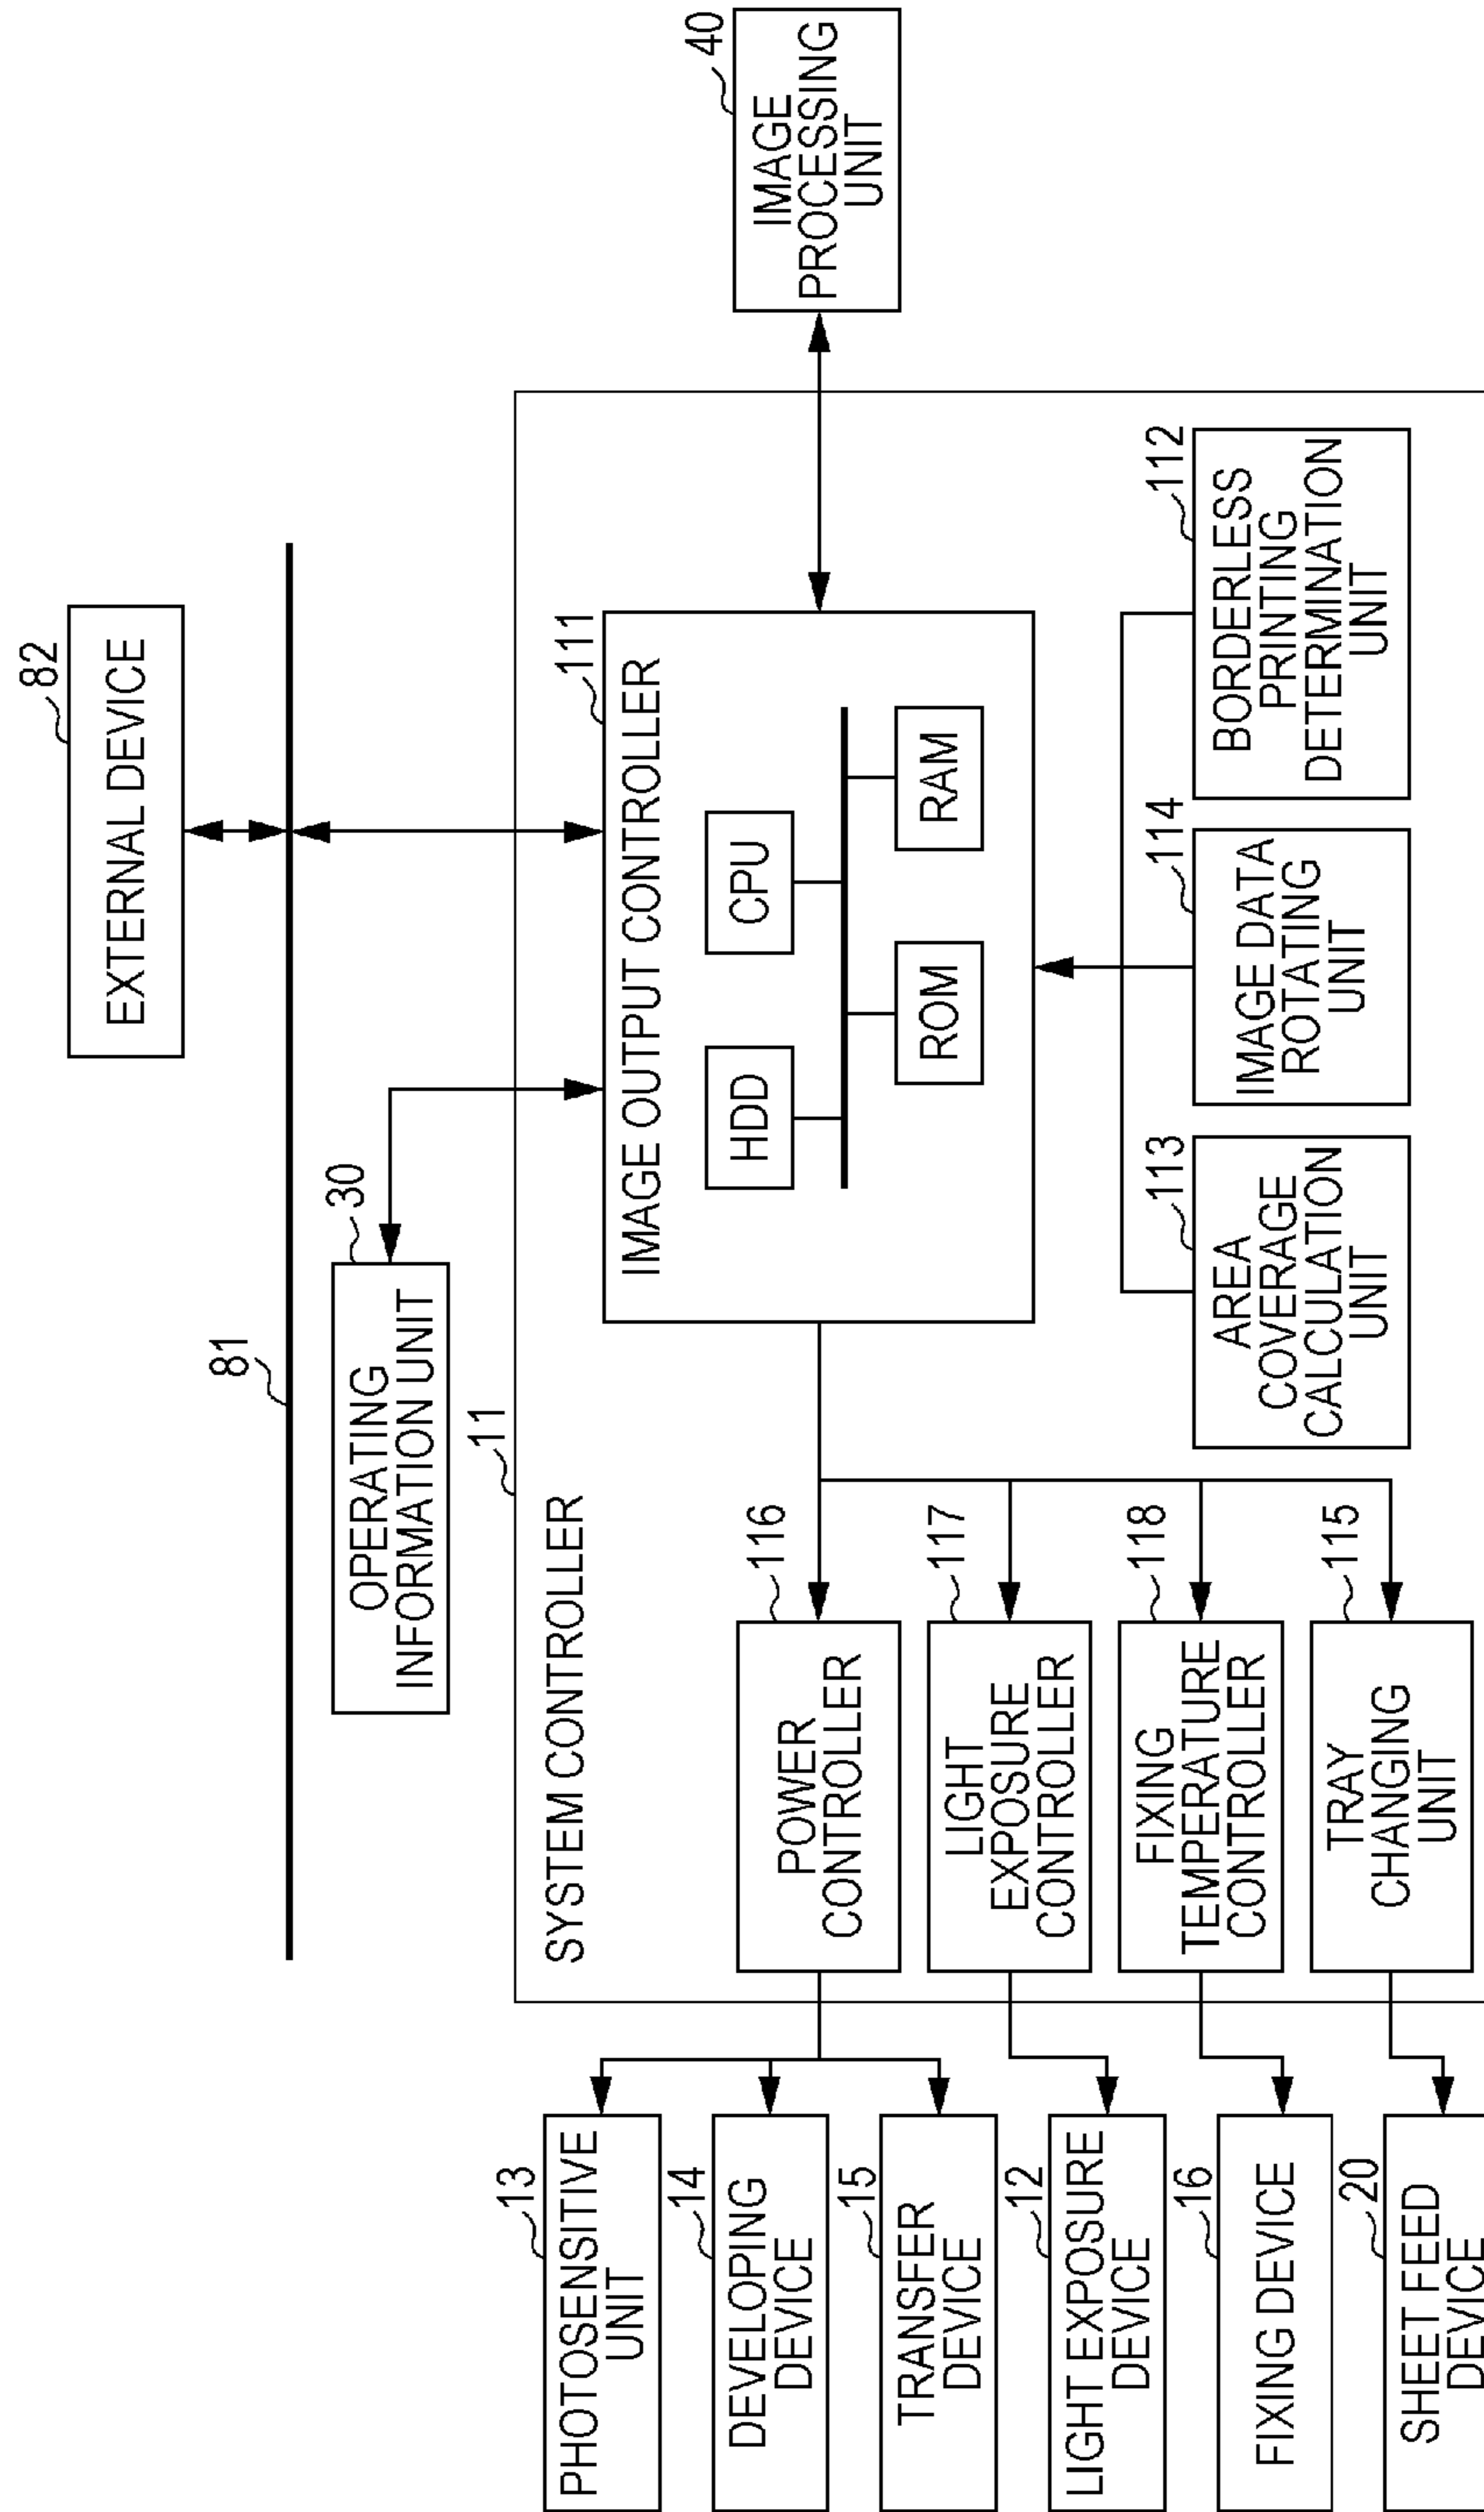 82
EXTERNAL DEVICE
81
30
OPERATING
INFORMATION UNIT
11
SYSTEM CONTROLLER
111
IMAGE OUTPUT CONTROLLER
HDD
CPU
ROM
RAM
40
IMAGE
PROCESSING
UNIT
13
PHOTOSENSITIVE
UNIT
14
DEVELOPING
DEVICE
15
TRANSFER
DEVICE
12
LIGHT EXPOSURE
DEVICE
16
FIXING DEVICE
20
SHEET FEED
DEVICE
116
POWER
CONTROLLER
117
LIGHT
EXPOSURE
CONTROLLER
118
FIXING
TEMPERATURE
CONTROLLER
115
TRAY
CHANGING
UNIT
113
AREA
COVERAGE
CALCULATION
UNIT
114
IMAGE DATA
ROTATING
UNIT
112
BORDERLESS
PRINTING
DETERMINATION
UNIT